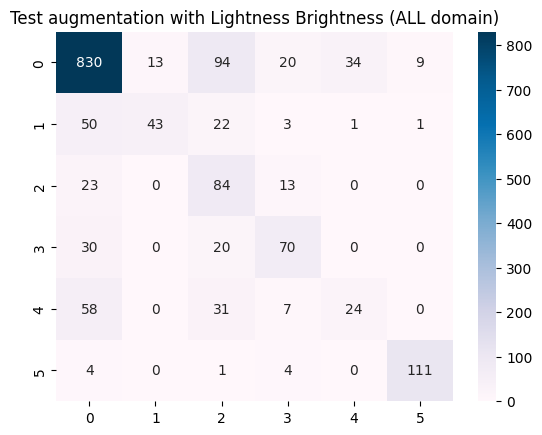 Test augmentation with Lightness Brightness (ALL domain)
0 830 13 94 20 34 9
1 50 43 22 3 1 1
2 23 0 84 13 0 0
3 30 0 20 70 0 0
4 58 0 31 7 24 0
5 4 0 1 4 0 111
0 1 2 3 4 5
800
700
600
500
400
300
200
100
0